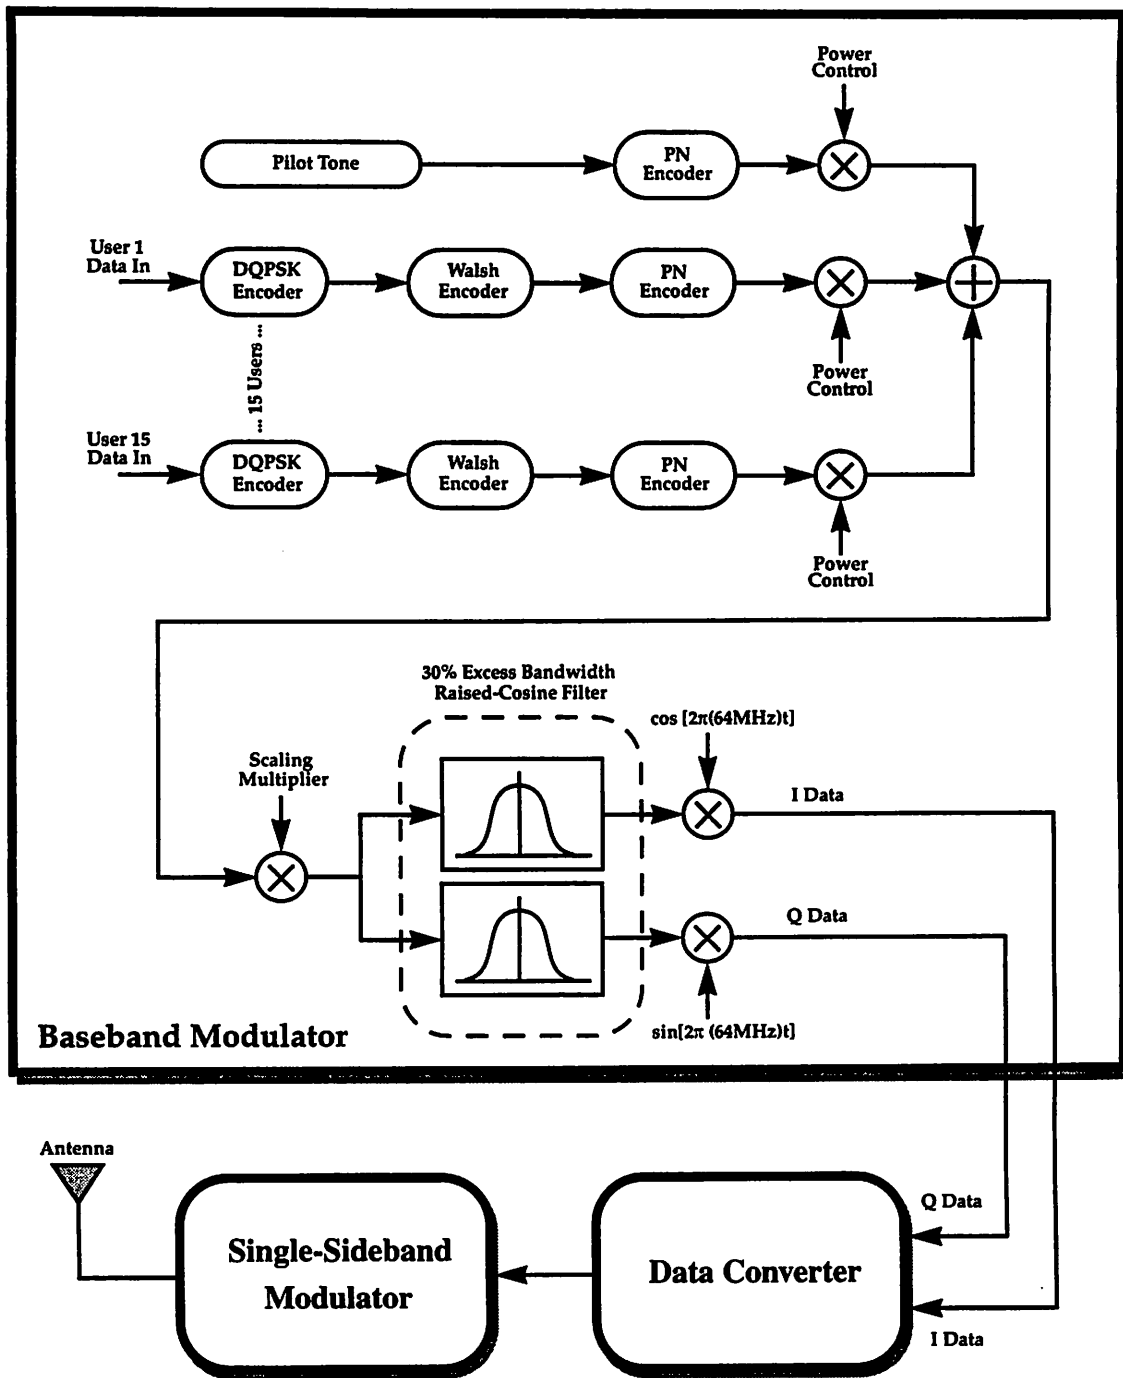 Power
Control
Pilot Tone
PN
Encoder
User 1
Data In
DQPSK
Encoder
Walsh
Encoder
PN
Encoder
Power
Control
... 15 Users ...
User 15
Data In
DQPSK
Encoder
Walsh
Encoder
PN
Encoder
Power
Control
30% Excess Bandwidth
Raised-Cosine Filter
cos [2π(64MHz)t]
Scaling
Multiplier
I Data
Q Data
sin[2π (64MHz)t]
Baseband Modulator
Antenna
Single-Sideband
Modulator
Data Converter
Q Data
I Data